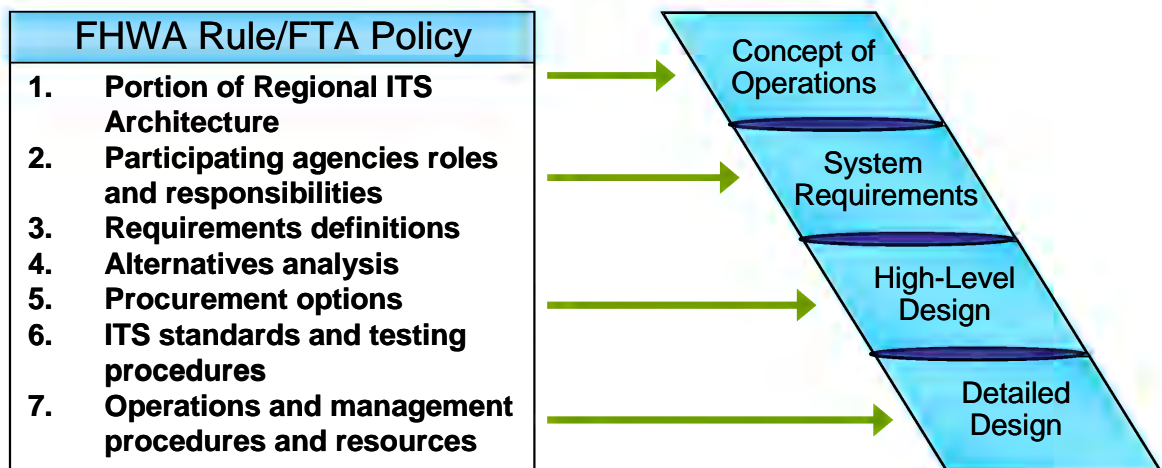 FHWA Rule/FTA Policy
1. Portion of Regional ITS
Architecture
2. Participating agencies roles
and responsibilities
3. Requirements definitions
4. Alternatives analysis
5. Procurement options
6. ITS standards and testing
procedures
7. Operations and management
procedures and resources
Concept of
Operations
System
Requirements
High-Level
Design
Detailed
Design